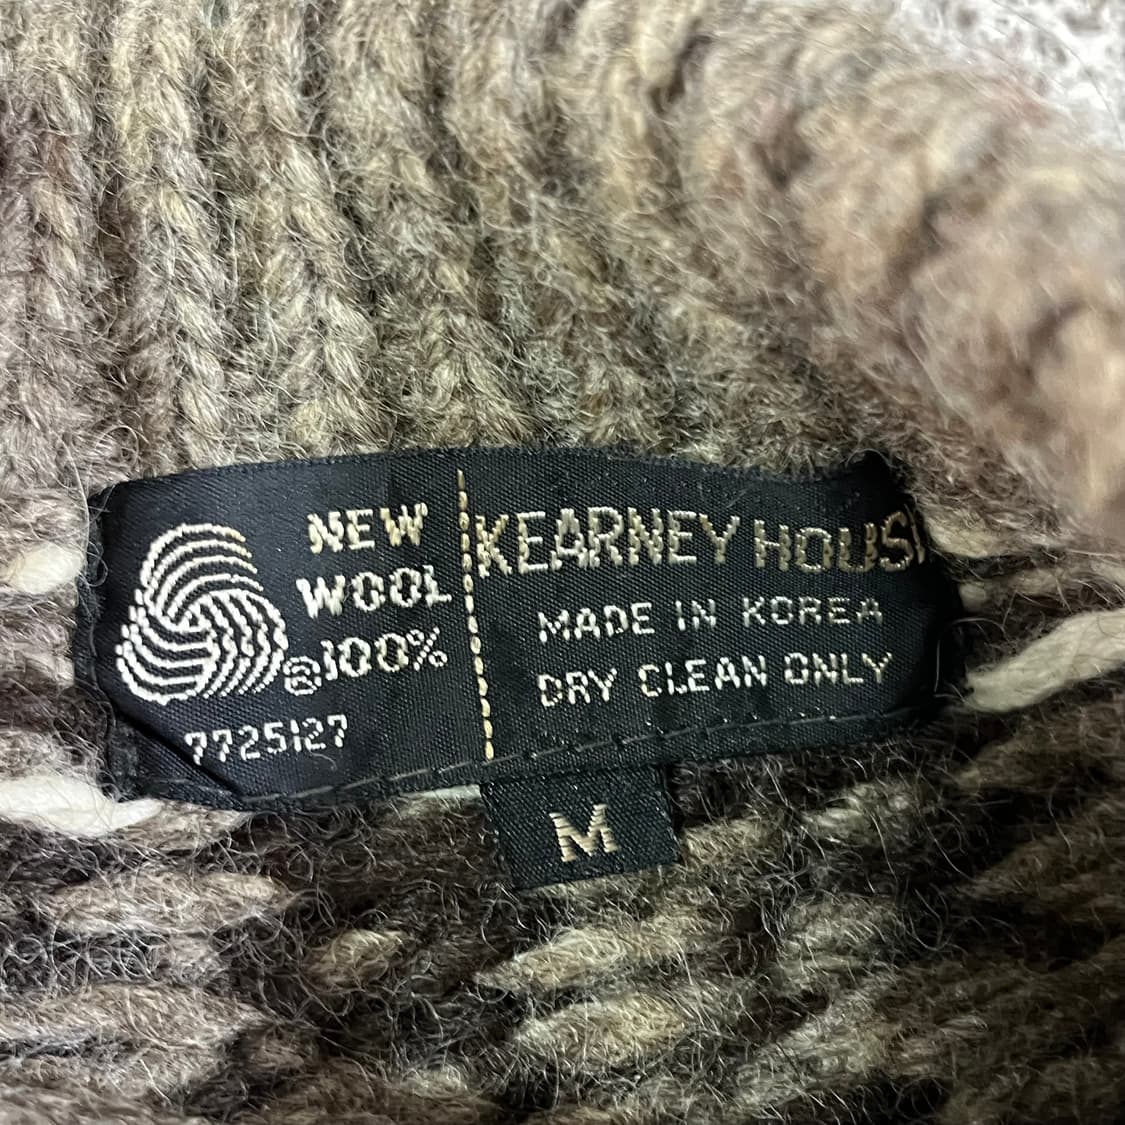 NEW
WOOL
®100%
7725127
KEARNEY HOUS
MADE IN KOREA
DRY CLEAN ONLY
M